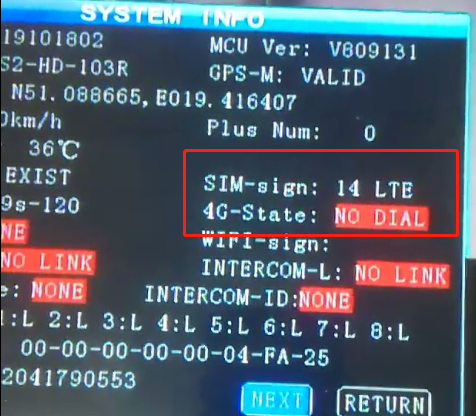 SYSTEM INFO
19101802 MCU Ver: V809131
S2-HD-103R GPS-M: VALID
N51.088665,E019.416407
0km/h Plus Num: 0
36℃
EXIST SIM-sign: 14 LTE
9s-120 4G-State: NO DIAL
NE WIFI-sign:
NO LINK INTERCOM-L: NO LINK
e: NONE INTERCOM-ID:NONE
1:L 2:L 3:L 4:L 5:L 6:L 7:L 8:L
00-00-00-00-00-04-FA-25
2041790553
NEXT RETURN